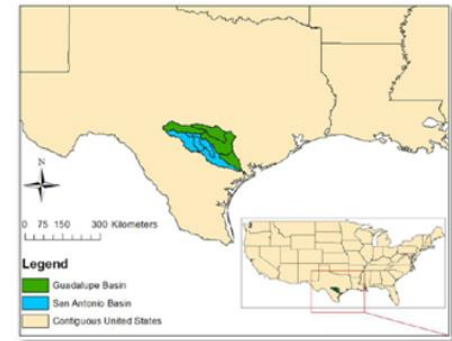 N
0 75 150 300 Kilometers
Legend
Guadalupe Basin
San Antonio Basin
Contiguous United States